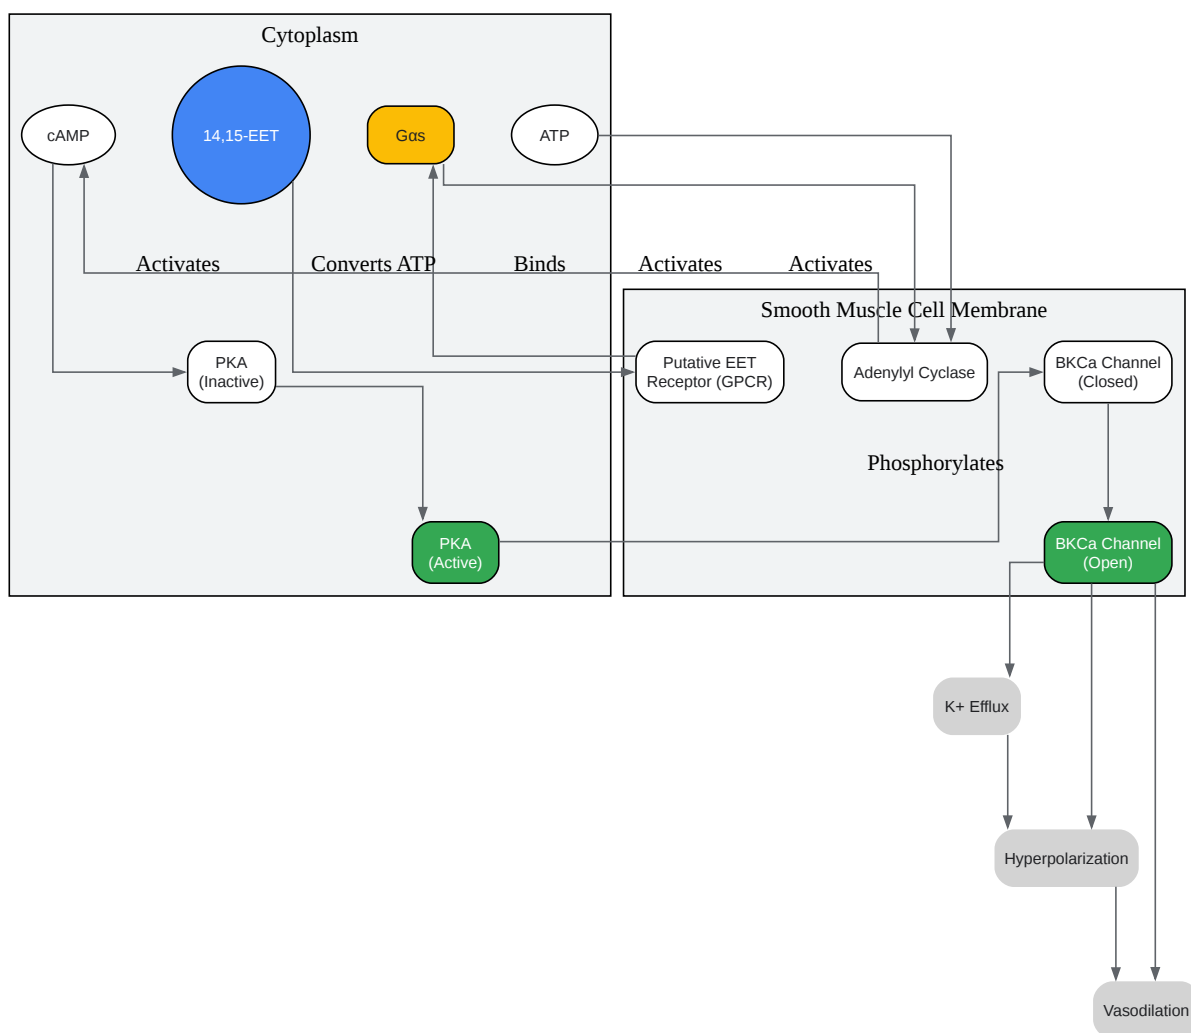 Cytoplasm
cAMP
14,15-EET
Gαs
ATP
Activates
Converts ATP
Binds
Activates
Activates
Smooth Muscle Cell Membrane
PKA
(Inactive)
Putative EET
Receptor (GPCR)
Adenylyl Cyclase
BKCa Channel
(Closed)
Phosphorylates
PKA
(Active)
BKCa Channel
(Open)
K+ Efflux
Hyperpolarization
Vasodilation